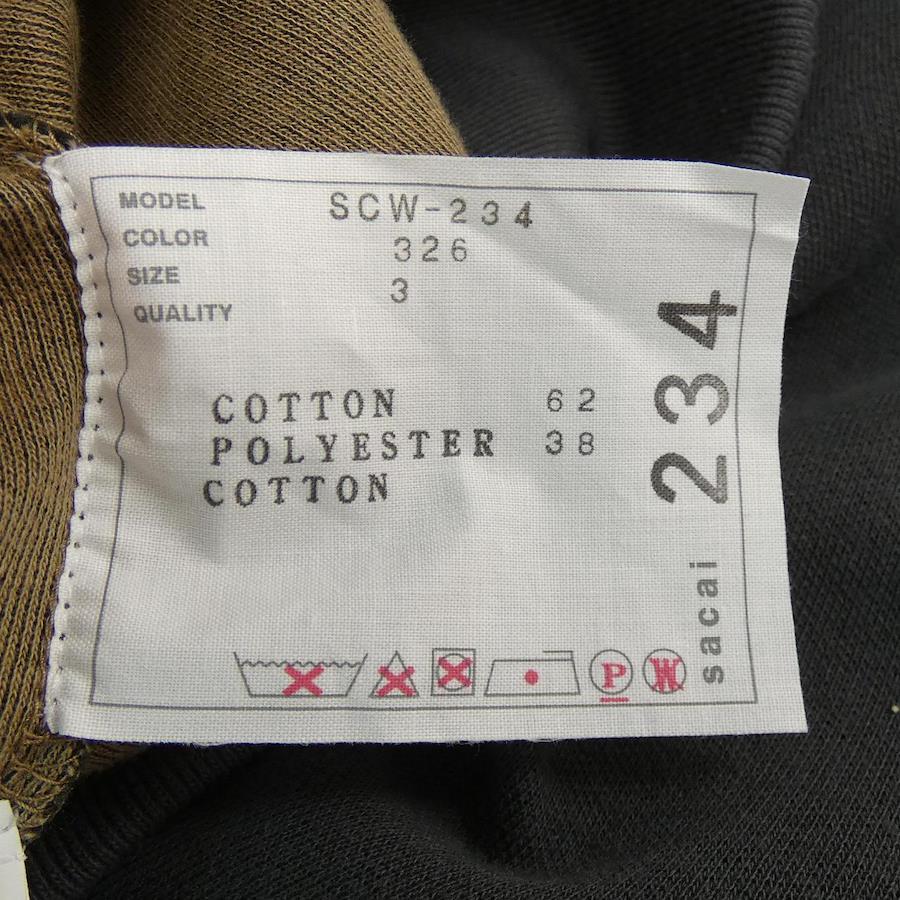 MODEL SCW-234
COLOR 326
SIZE 3
QUALITY
COTTON 62
POLYESTER 38
COTTON
sacai 234
P
W